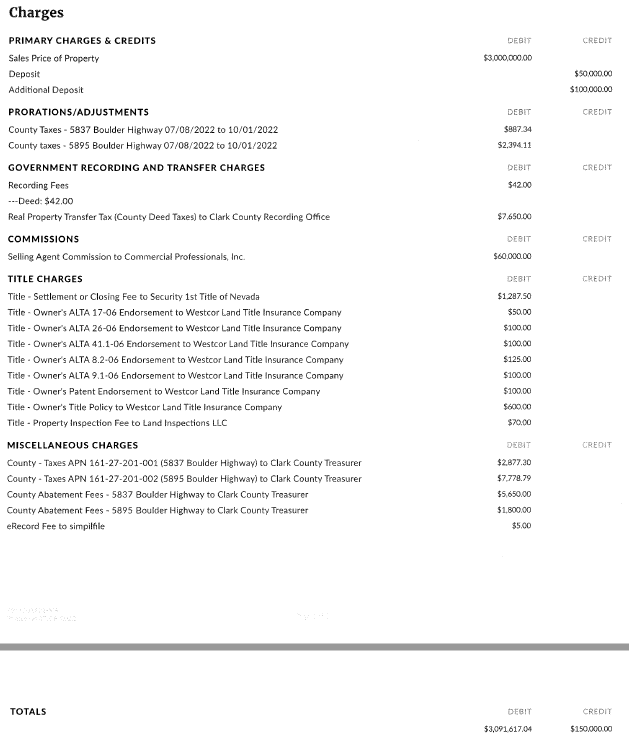 Charges
PRIMARY CHARGES & CREDITS DEBIT CREDIT
Sales Price of Property $3,000,000.00
Deposit $50,000.00
Additional Deposit $100,000.00
PRORATIONS/ADJUSTMENTS DEBIT CREDIT
County Taxes - 5837 Boulder Highway 07/08/2022 to 10/01/2022 $887.34
County taxes - 5895 Boulder Highway 07/08/2022 to 10/01/2022 $2,394.11
GOVERNMENT RECORDING AND TRANSFER CHARGES DEBIT CREDIT
Recording Fees $42.00
---Deed: $42.00
Real Property Transfer Tax (County Deed Taxes) to Clark County Recording Office $7,650.00
COMMISSIONS DEBIT CREDIT
Selling Agent Commission to Commercial Professionals, Inc. $60,000.00
TITLE CHARGES DEBIT CREDIT
Title - Settlement or Closing Fee to Security 1st Title of Nevada $1,287.50
Title - Owner's ALTA 17-06 Endorsement to Westcor Land Title Insurance Company $50.00
Title - Owner's ALTA 26-06 Endorsement to Westcor Land Title Insurance Company $100.00
Title - Owner's ALTA 41.1-06 Endorsement to Westcor Land Title Insurance Company $100.00
Title - Owner's ALTA 8.2-06 Endorsement to Westcor Land Title Insurance Company $125.00
Title - Owner's ALTA 9.1-06 Endorsement to Westcor Land Title Insurance Company $100.00
Title - Owner's Patent Endorsement to Westcor Land Title Insurance Company $100.00
Title - Owner's Title Policy to Westcor Land Title Insurance Company $600.00
Title - Property Inspection Fee to Land Inspections LLC $70.00
MISCELLANEOUS CHARGES DEBIT CREDIT
County - Taxes APN 161-27-201-001 (5837 Boulder Highway) to Clark County Treasurer $2,877.30
County - Taxes APN 161-27-201-002 (5895 Boulder Highway) to Clark County Treasurer $7,778.79
County Abatement Fees - 5837 Boulder Highway to Clark County Treasurer $5,650.00
County Abatement Fees - 5895 Boulder Highway to Clark County Treasurer $1,800.00
eRecord Fee to simplifile $5.00
TOTALS DEBIT CREDIT
$3,091,617.04 $150,000.00